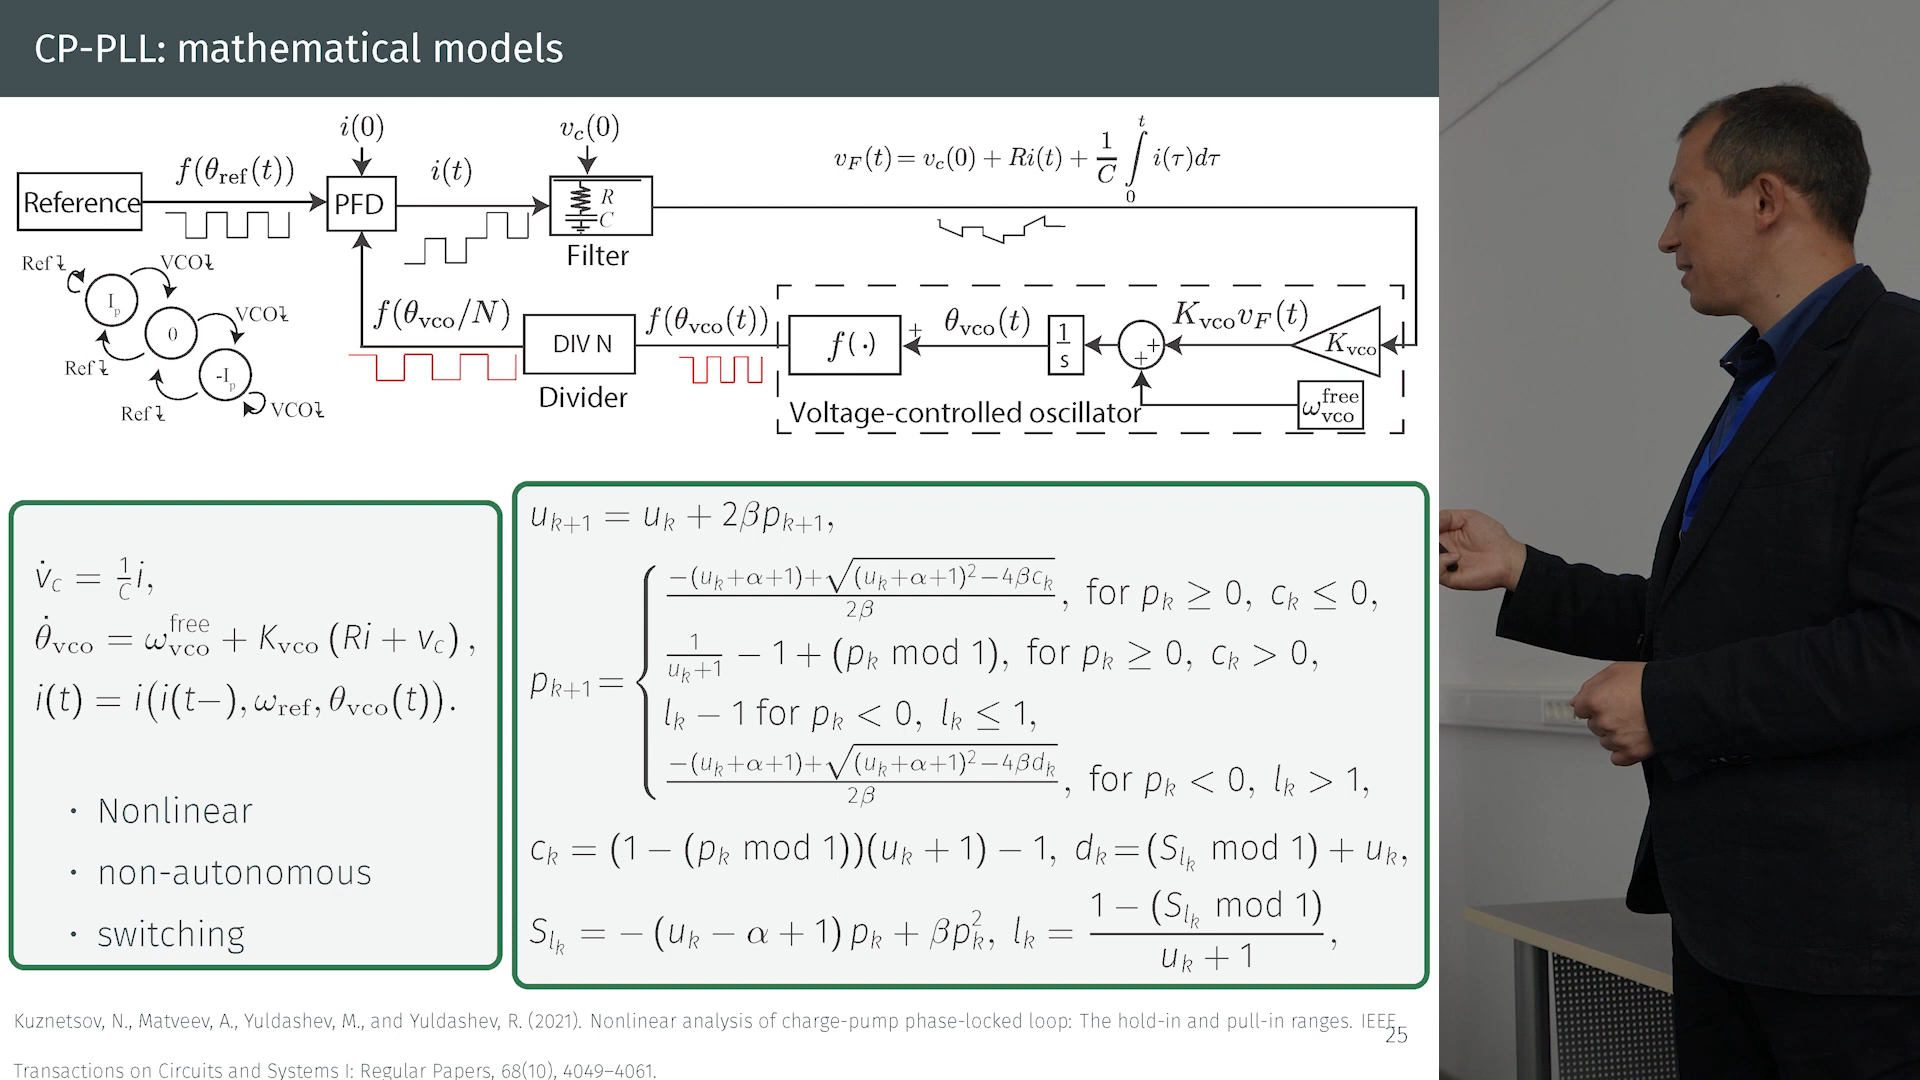 CP-PLL: mathematical models
i(0)
v_c(0)
f(θ_ref(t))
i(t)
v_F(t) = v_c(0) + Ri(t) + 1/C ∫_0^t i(τ)dτ
Reference
PFD
R
C
Filter
Ref
VCO
I_p
VCO
0
Ref
-I_p
Ref
VCO
f(θ_vco/N)
DIV N
Divider
f(θ_vco(t))
f(·)
+
θ_vco(t)
1/s
+
+
K_vco v_F(t)
K_vco
ω_vco^free
Voltage-controlled oscillator
v̇_c = 1/C i,
θ̇_vco = ω_vco^free + K_vco (Ri + v_c),
i(t) = i(i(t−), ω_ref, θ_vco(t)).
· Nonlinear
· non-autonomous
· switching
u_{k+1} = u_k + 2βp_{k+1},
p_{k+1} = {
(−(u_k+α+1)+√((u_k+α+1)²−4βc_k))/(2β), for p_k ≥ 0, c_k ≤ 0,
1/(u_k+1) − 1 + (p_k mod 1), for p_k ≥ 0, c_k > 0,
l_k − 1 for p_k < 0, l_k ≤ 1,
(−(u_k+α+1)+√((u_k+α+1)²−4βd_k))/(2β), for p_k < 0, l_k > 1,
c_k = (1 − (p_k mod 1))(u_k + 1) − 1, d_k = (S_{l_k} mod 1) + u_k,
S_{l_k} = −(u_k − α + 1)p_k + βp_k², l_k = (1 − (S_{l_k} mod 1))/(u_k + 1),
Kuznetsov, N., Matveev, A., Yuldashev, M., and Yuldashev, R. (2021). Nonlinear analysis of charge-pump phase-locked loop: The hold-in and pull-in ranges. IEEE
25
Transactions on Circuits and Systems I: Regular Papers, 68(10), 4049–4061.